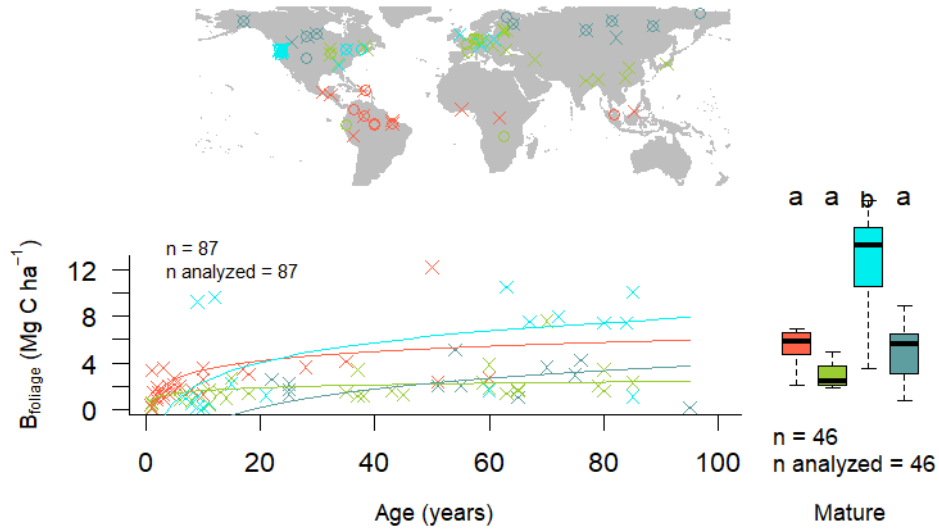 a a b a
n = 87
n analyzed = 87
B foliage (Mg C ha⁻¹)
12
8
4
0
0 20 40 60 80 100
Age (years)
n = 46
n analyzed = 46
Mature